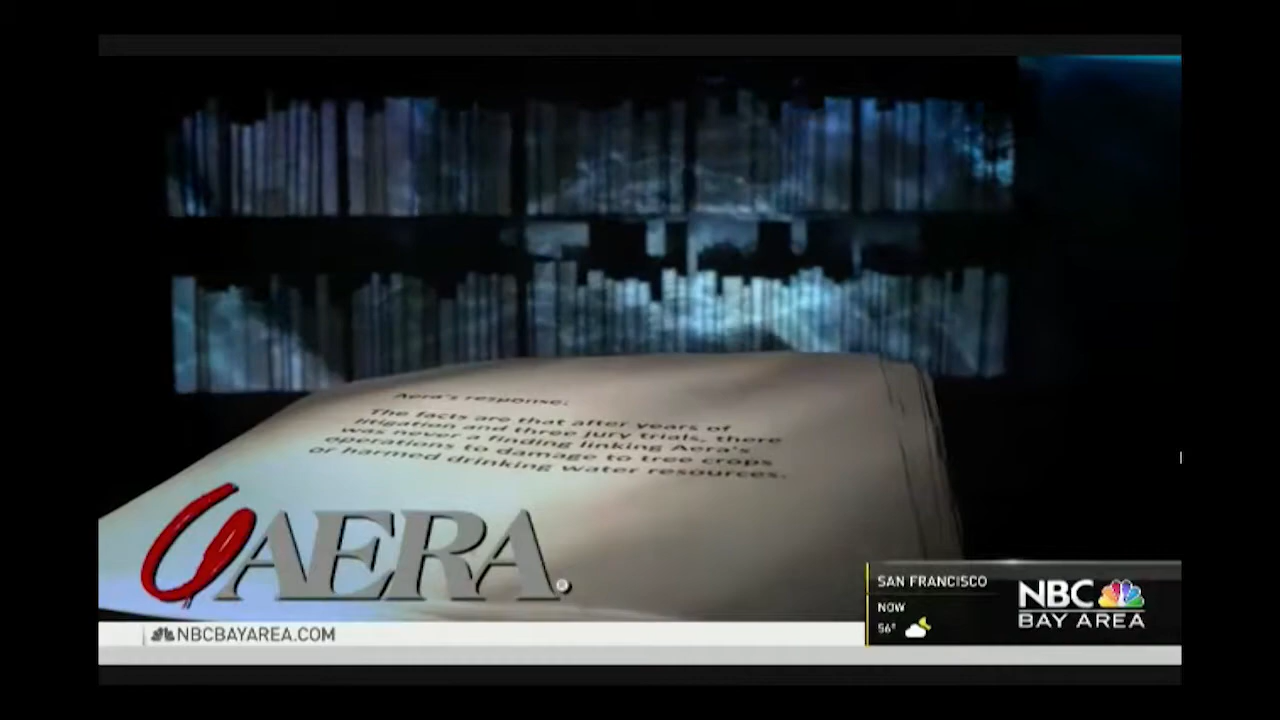 Aera's response:
The facts are that after years of
litigation and three jury trials, there
was never a finding linking Aera's
operations to damage to tree crops
or harmed drinking water resources.
AERA.
SAN FRANCISCO
NOW
56°
NBC
BAY AREA
NBCBAYAREA.COM